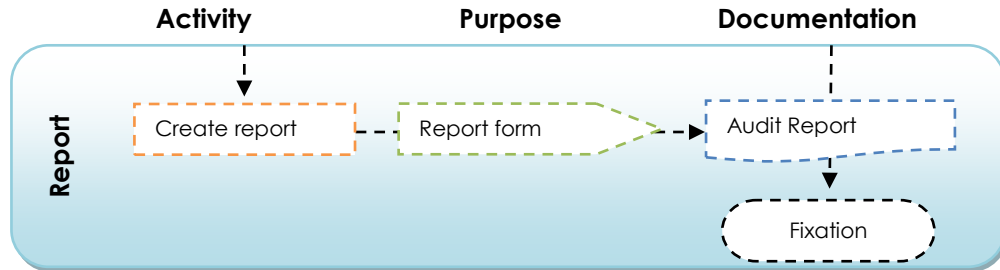 Activity
Purpose
Documentation
Report
Create report
Report form
Audit Report
Fixation